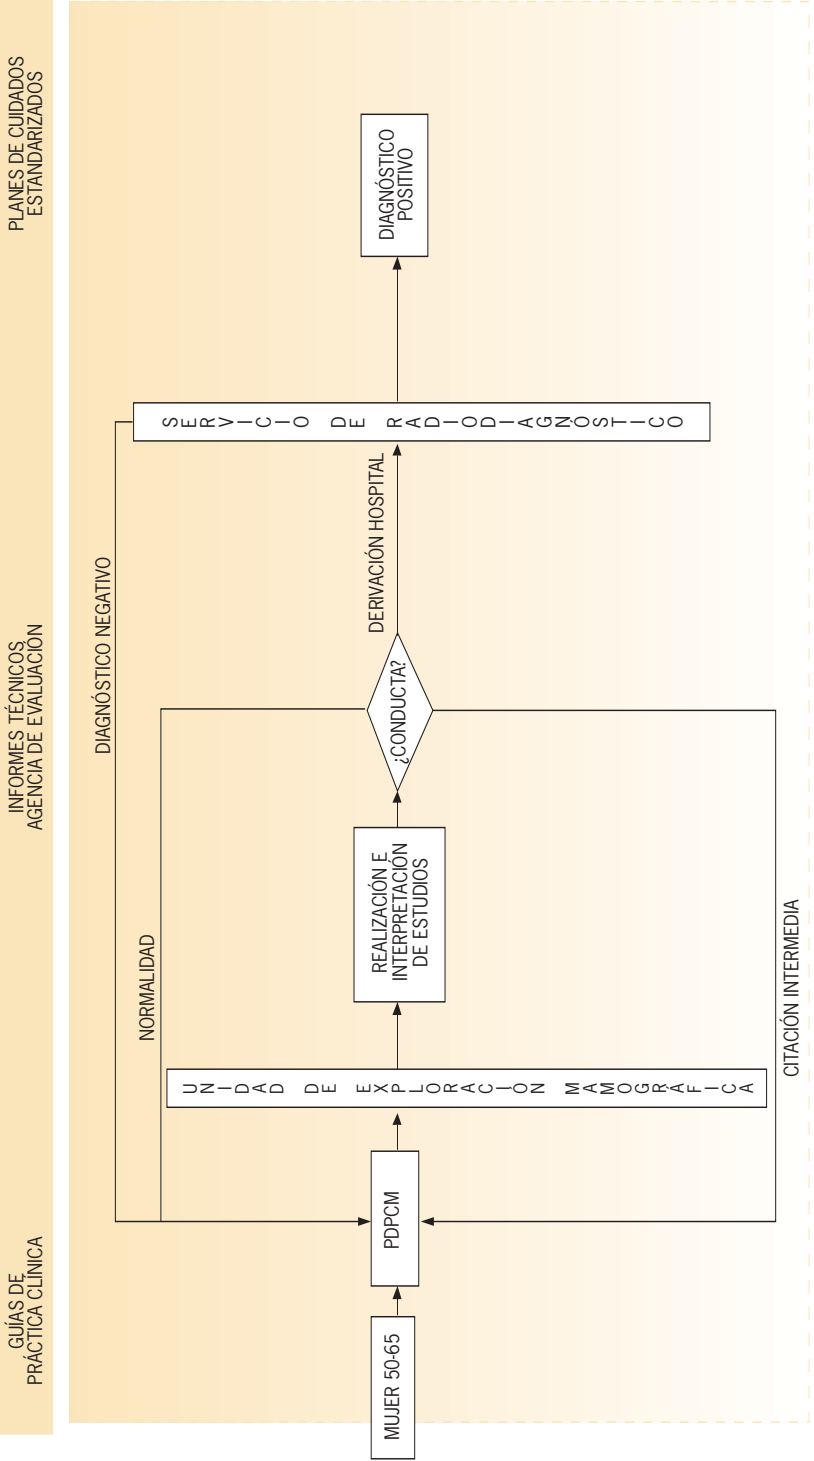 GUÍAS DE
PRÁCTICA CLÍNICA
INFORMES TÉCNICOS
AGENCIA DE EVALUACIÓN
PLANES DE CUIDADOS
ESTANDARIZADOS
DIAGNÓSTICO NEGATIVO
NORMALIDAD
MUJER 50-65
PDPCM
UNIDAD DE EXPLORACIÓN MAMOGRÁFICA
REALIZACIÓN E
INTERPRETACIÓN
DE ESTUDIOS
¿CONDUCTA?
DERIVACIÓN HOSPITAL
SERVICIO DE RADIODIAGNÓSTICO
DIAGNÓSTICO
POSITIVO
CITACIÓN INTERMEDIA